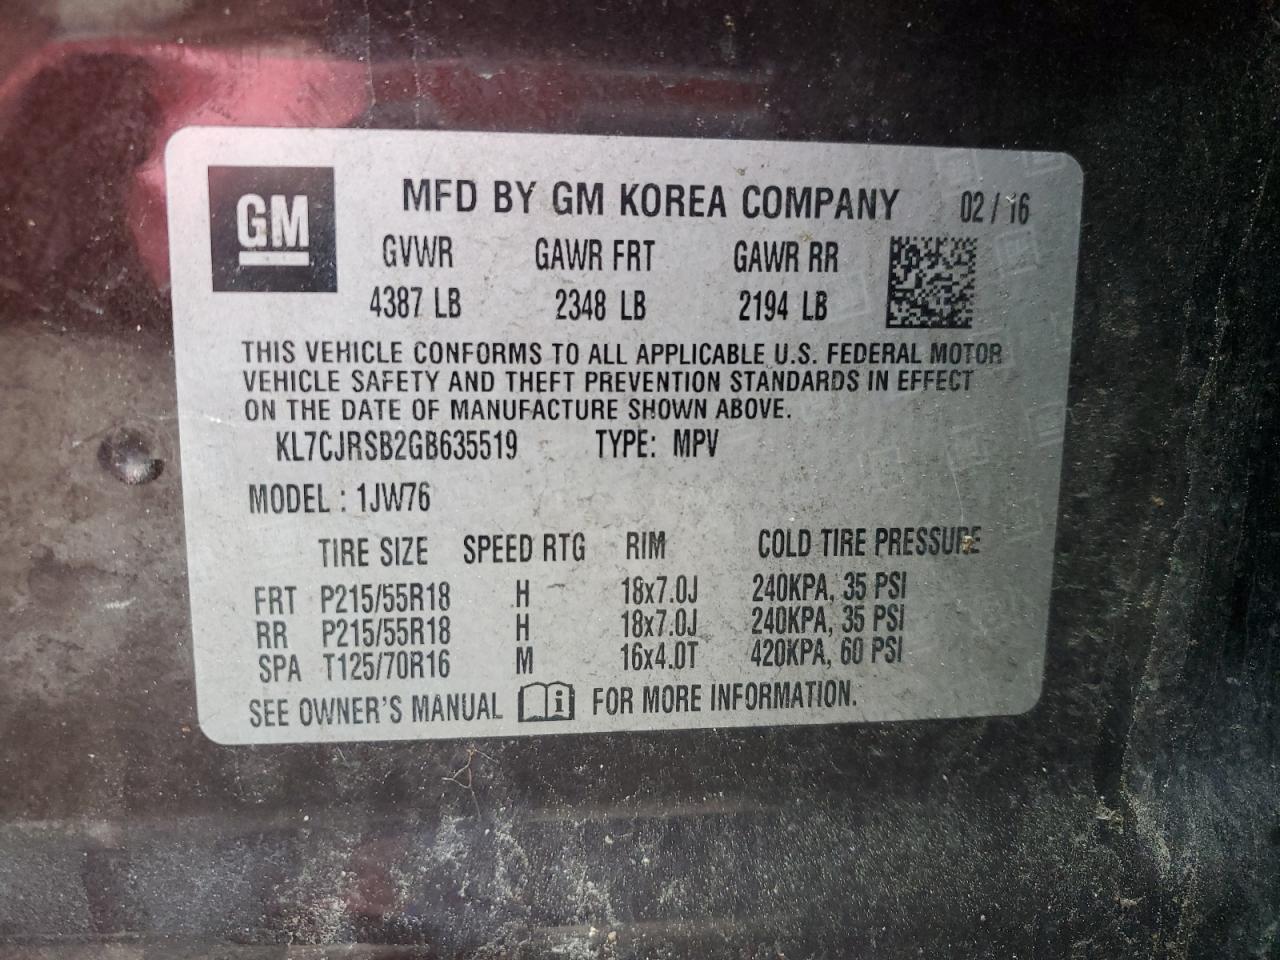 GM
MFD BY GM KOREA COMPANY 02 / 16
GVWR GAWR FRT GAWR RR
4387 LB 2348 LB 2194 LB
THIS VEHICLE CONFORMS TO ALL APPLICABLE U.S. FEDERAL MOTOR
VEHICLE SAFETY AND THEFT PREVENTION STANDARDS IN EFFECT
ON THE DATE OF MANUFACTURE SHOWN ABOVE.
KL7CJRSB2GB635519 TYPE: MPV
MODEL : 1JW76
TIRE SIZE SPEED RTG RIM COLD TIRE PRESSURE
FRT P215/55R18 H 18x7.0J 240KPA, 35 PSI
RR P215/55R18 H 18x7.0J 240KPA, 35 PSI
SPA T125/70R16 M 16x4.0T 420KPA, 60 PSI
SEE OWNER'S MANUAL i FOR MORE INFORMATION.